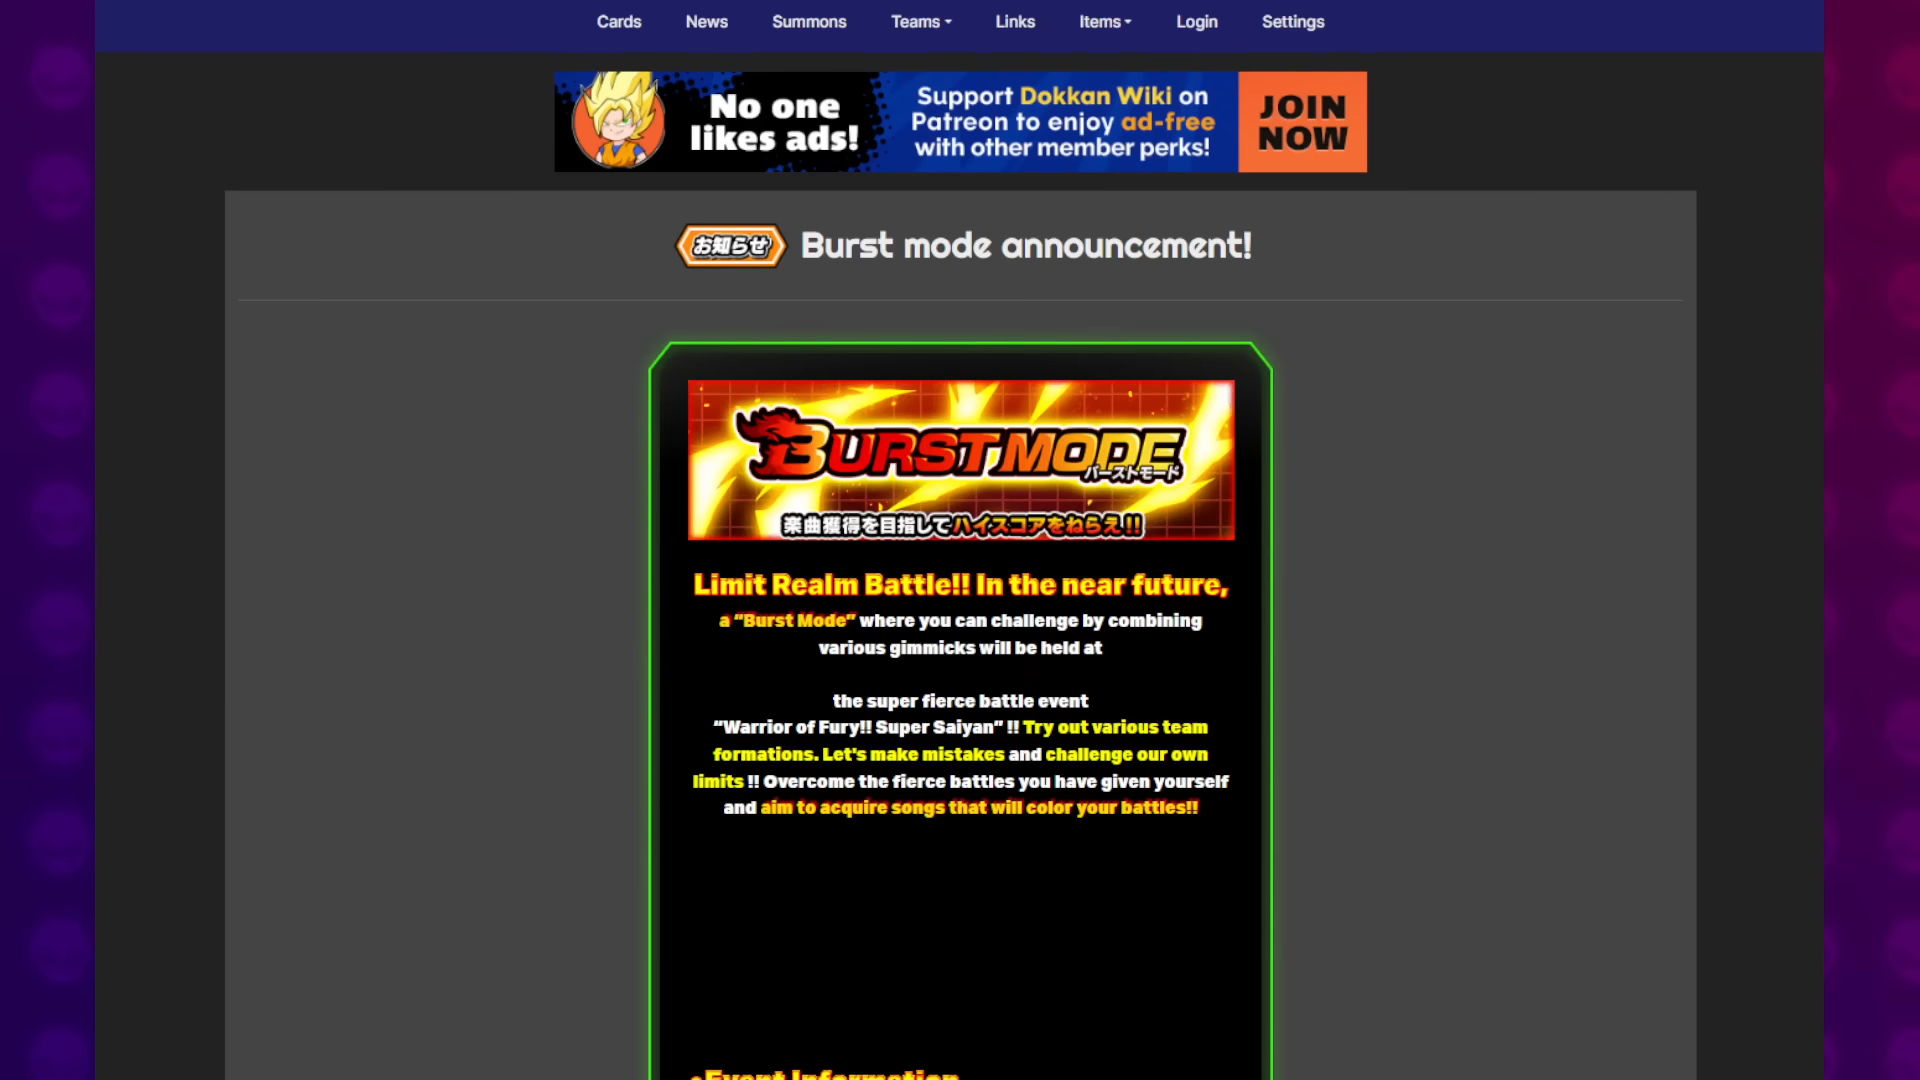 Cards News Summons Teams Links Items Login Settings
No one
likes ads!
Support Dokkan Wiki on
Patreon to enjoy ad-free
with other member perks!
JOIN
NOW
お知らせ Burst mode announcement!
BURST MODE
バーストモード
楽曲獲得を目指してハイスコアをねらえ!!
Limit Realm Battle!! In the near future,
a “Burst Mode” where you can challenge by combining
various gimmicks will be held at
the super fierce battle event
“Warrior of Fury!! Super Saiyan” !! Try out various team
formations. Let's make mistakes and challenge our own
limits !! Overcome the fierce battles you have given yourself
and aim to acquire songs that will color your battles!!
●Event Information